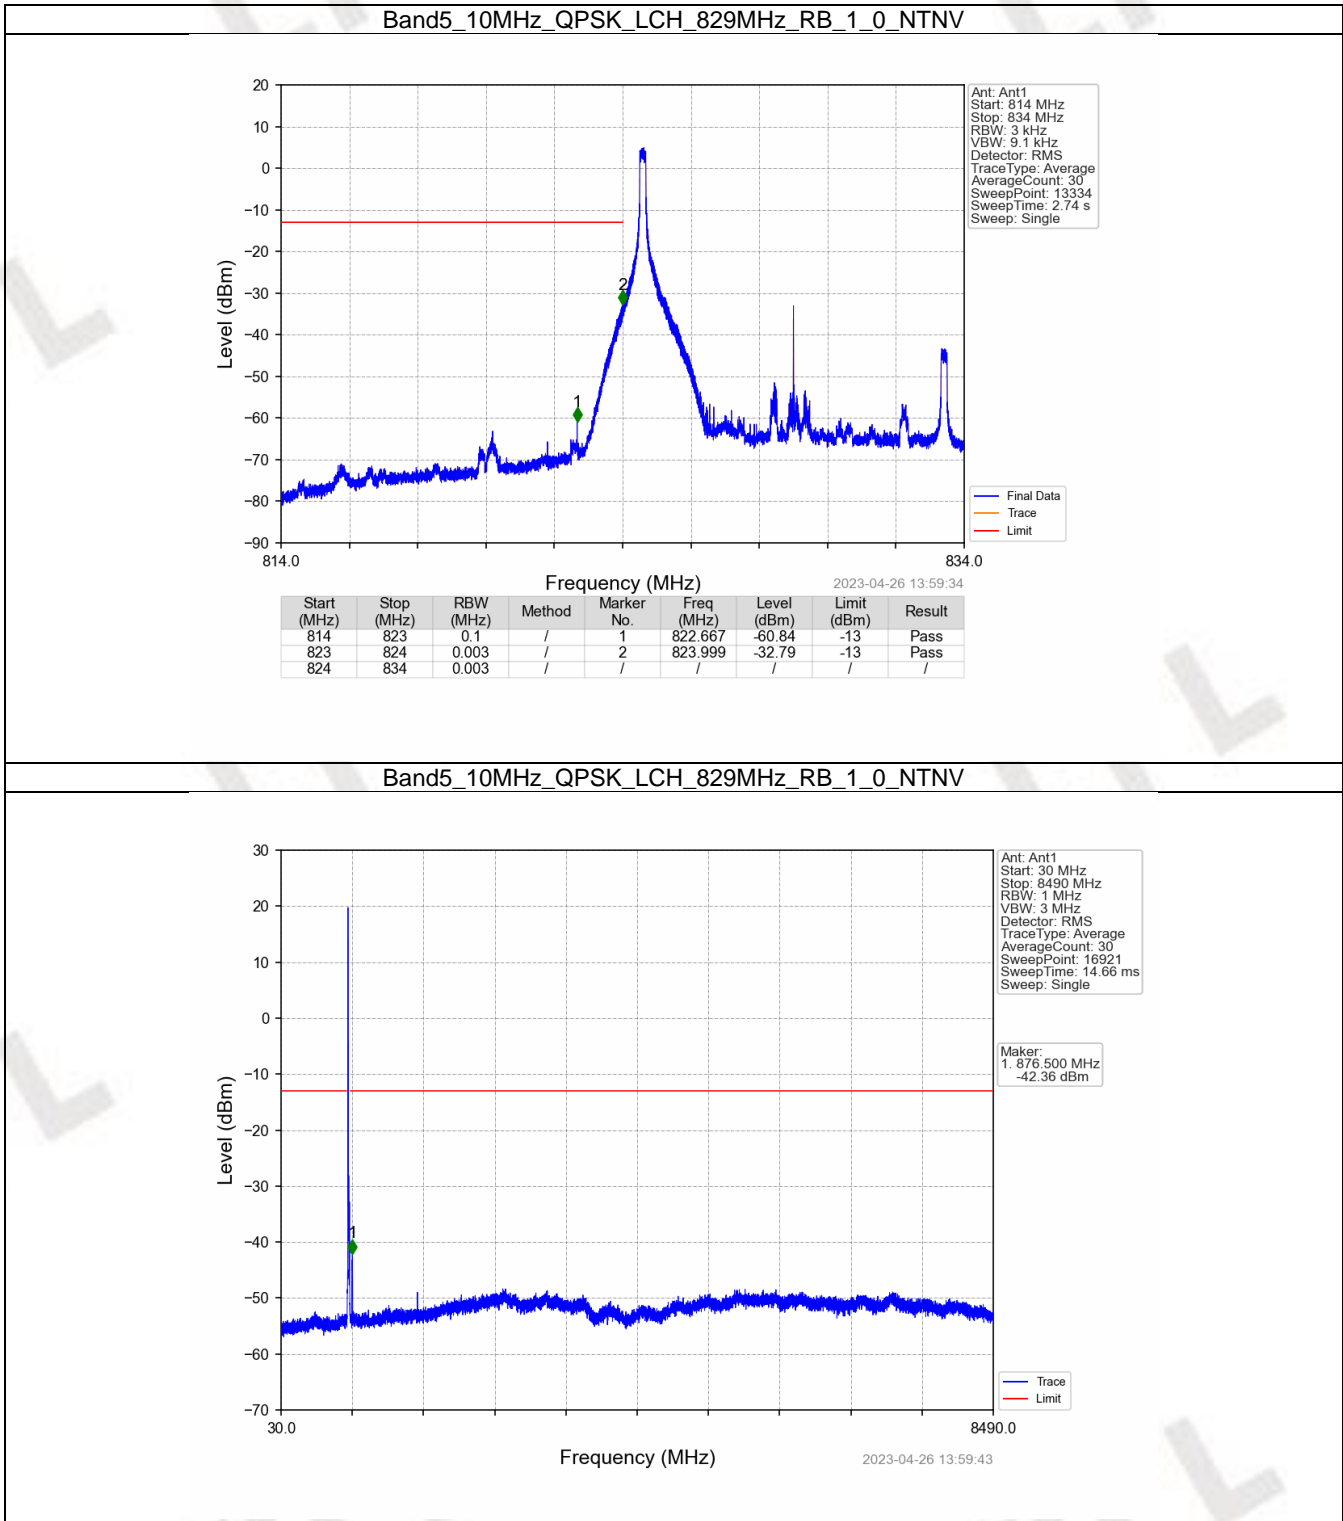 Band5_10MHz_QPSK_LCH_829MHz_RB_1_0_NTNV
20
10
0
−10
−20
−30
−40
−50
−60
−70
−80
−90
Level (dBm)
1
2
814.0
834.0
Frequency (MHz)
2023-04-26 13:59:34
Ant: Ant1
Start: 814 MHz
Stop: 834 MHz
RBW: 3 kHz
VBW: 9.1 kHz
Detector: RMS
TraceType: Average
AverageCount: 30
SweepPoint: 13334
SweepTime: 2.74 s
Sweep: Single
Final Data
Trace
Limit
Start (MHz) Stop (MHz) RBW (MHz) Method Marker No. Freq (MHz) Level (dBm) Limit (dBm) Result
814 823 0.1 / 1 822.667 -60.84 -13 Pass
823 824 0.003 / 2 823.999 -32.79 -13 Pass
824 834 0.003 / / / / / /
Band5_10MHz_QPSK_LCH_829MHz_RB_1_0_NTNV
30
20
10
0
−10
−20
−30
−40
−50
−60
−70
Level (dBm)
1
30.0
8490.0
Frequency (MHz)
2023-04-26 13:59:43
Ant: Ant1
Start: 30 MHz
Stop: 8490 MHz
RBW: 1 MHz
VBW: 3 MHz
Detector: RMS
TraceType: Average
AverageCount: 30
SweepPoint: 16921
SweepTime: 14.66 ms
Sweep: Single
Maker:
1. 876.500 MHz
-42.36 dBm
Trace
Limit